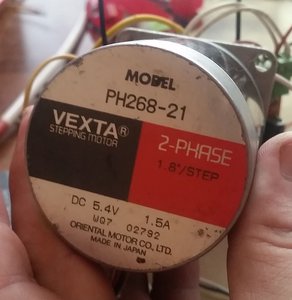 MODEL
PH268-21
VEXTA®
STEPPING MOTOR
2-PHASE
1.8°/STEP
DC 5.4V 1.5A
WQ7 02792
ORIENTAL MOTOR CO.,LTD.
MADE IN JAPAN